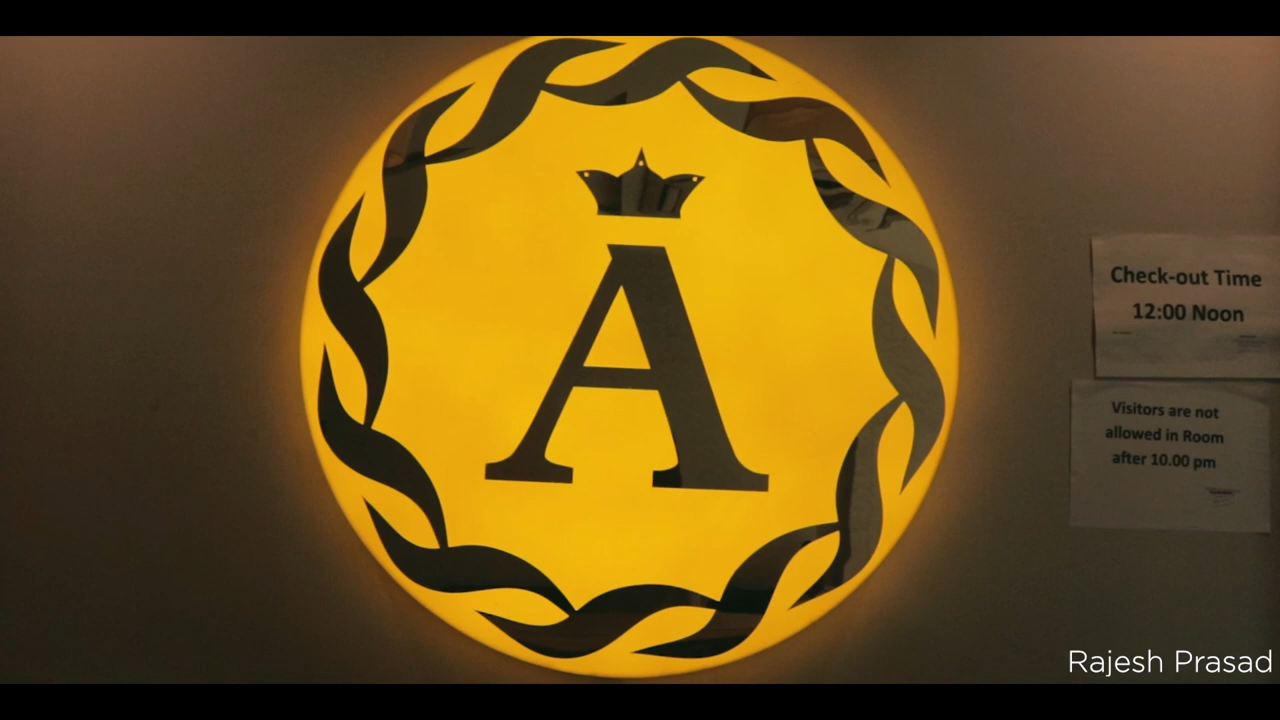 A
Check-out Time
12:00 Noon
Visitors are not
allowed in Room
after 10.00 pm
Rajesh Prasad